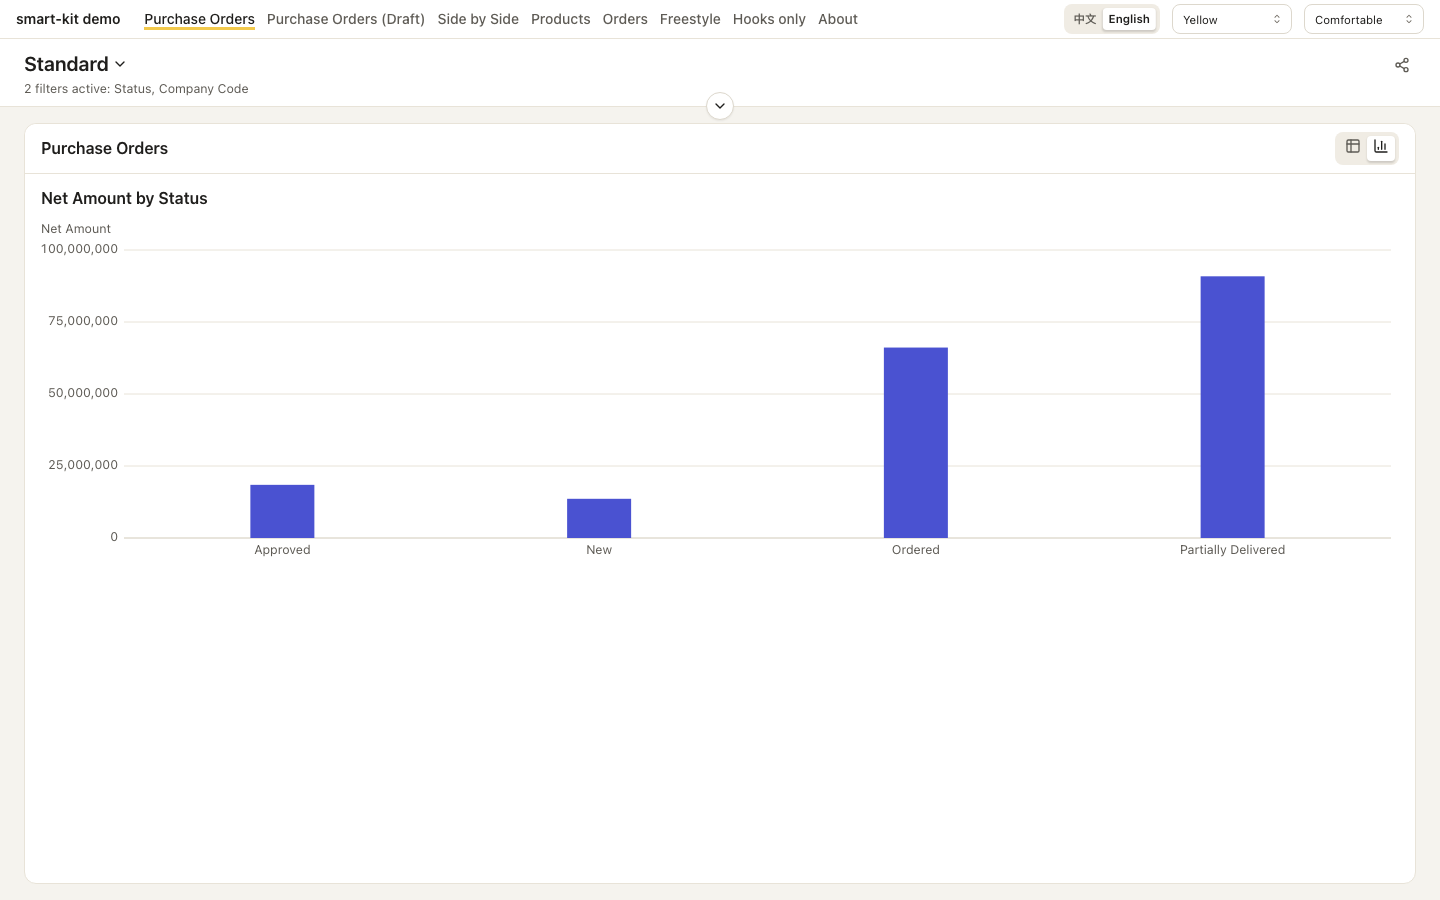 smart-kit demo Purchase Orders Purchase Orders (Draft) Side by Side Products Orders Freestyle Hooks only About 中文 English Yellow Comfortable
Standard
2 filters active: Status, Company Code
Purchase Orders
Net Amount by Status
Net Amount
100,000,000
75,000,000
50,000,000
25,000,000
0
Approved New Ordered Partially Delivered